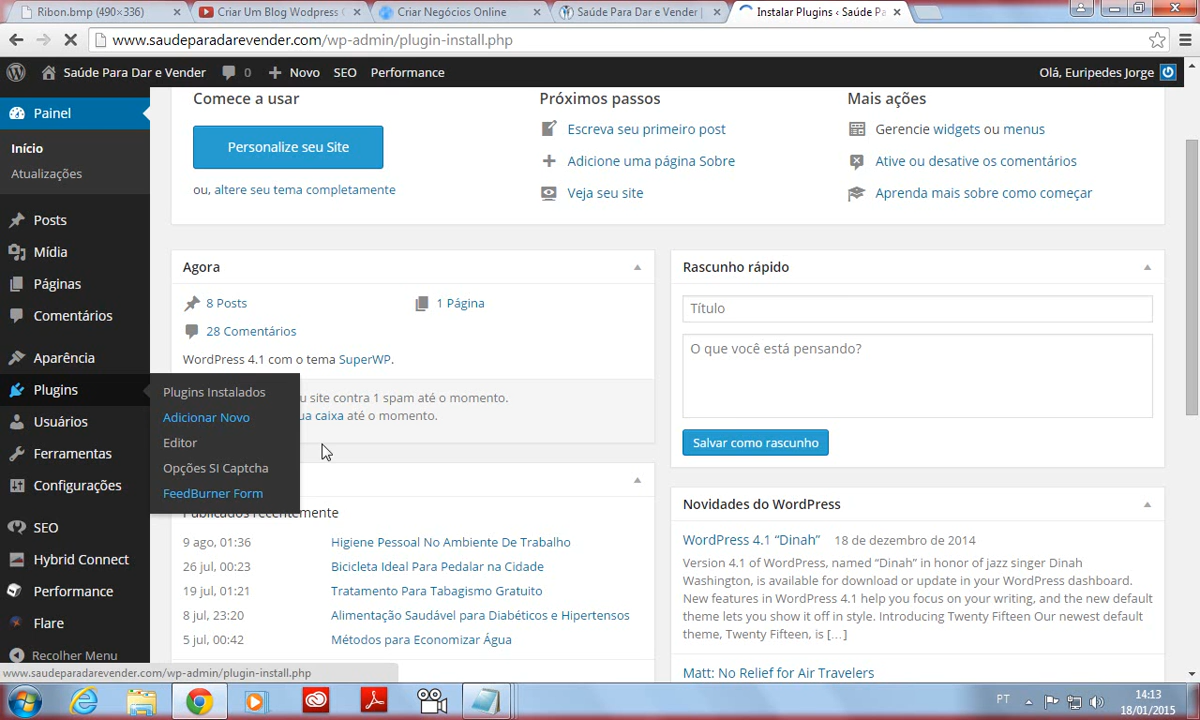 Ribon.bmp (490×336)
Criar Um Blog Wodpress C
Criar Negócios Online
Saúde Para Dar e Vender |
Instalar Plugins ‹ Saúde Pa
www.saudeparadarevender.com/wp-admin/plugin-install.php
Saúde Para Dar e Vender
0
Novo
SEO
Performance
Olá, Euripedes Jorge
Painel
Início
Atualizações
Posts
Mídia
Páginas
Comentários
Aparência
Plugins
Usuários
Ferramentas
Configurações
SEO
Hybrid Connect
Performance
Flare
Recolher Menu
Plugins Instalados
Adicionar Novo
Editor
Opções SI Captcha
FeedBurner Form
Comece a usar
Personalize seu Site
ou, altere seu tema completamente
Próximos passos
Escreva seu primeiro post
Adicione uma página Sobre
Veja seu site
Mais ações
Gerencie widgets ou menus
Ative ou desative os comentários
Aprenda mais sobre como começar
Agora
8 Posts
1 Página
28 Comentários
WordPress 4.1 com o tema SuperWP.
u site contra 1 spam até o momento.
ua caixa até o momento.
Publicados recentemente
9 ago, 01:36 Higiene Pessoal No Ambiente De Trabalho
26 jul, 00:23 Bicicleta Ideal Para Pedalar na Cidade
19 jul, 01:21 Tratamento Para Tabagismo Gratuito
8 jul, 23:20 Alimentação Saudável para Diabéticos e Hipertensos
5 jul, 00:42 Métodos para Economizar Água
Rascunho rápido
Título
O que você está pensando?
Salvar como rascunho
Novidades do WordPress
WordPress 4.1 “Dinah” 18 de dezembro de 2014
Version 4.1 of WordPress, named “Dinah” in honor of jazz singer Dinah
Washington, is available for download or update in your WordPress dashboard.
New features in WordPress 4.1 help you focus on your writing, and the new default
theme lets you show it off in style. Introducing Twenty Fifteen Our newest default
theme, Twenty Fifteen, is […]
Matt: No Relief for Air Travelers
www.saudeparadarevender.com/wp-admin/plugin-install.php
PT
14:13
18/01/2015